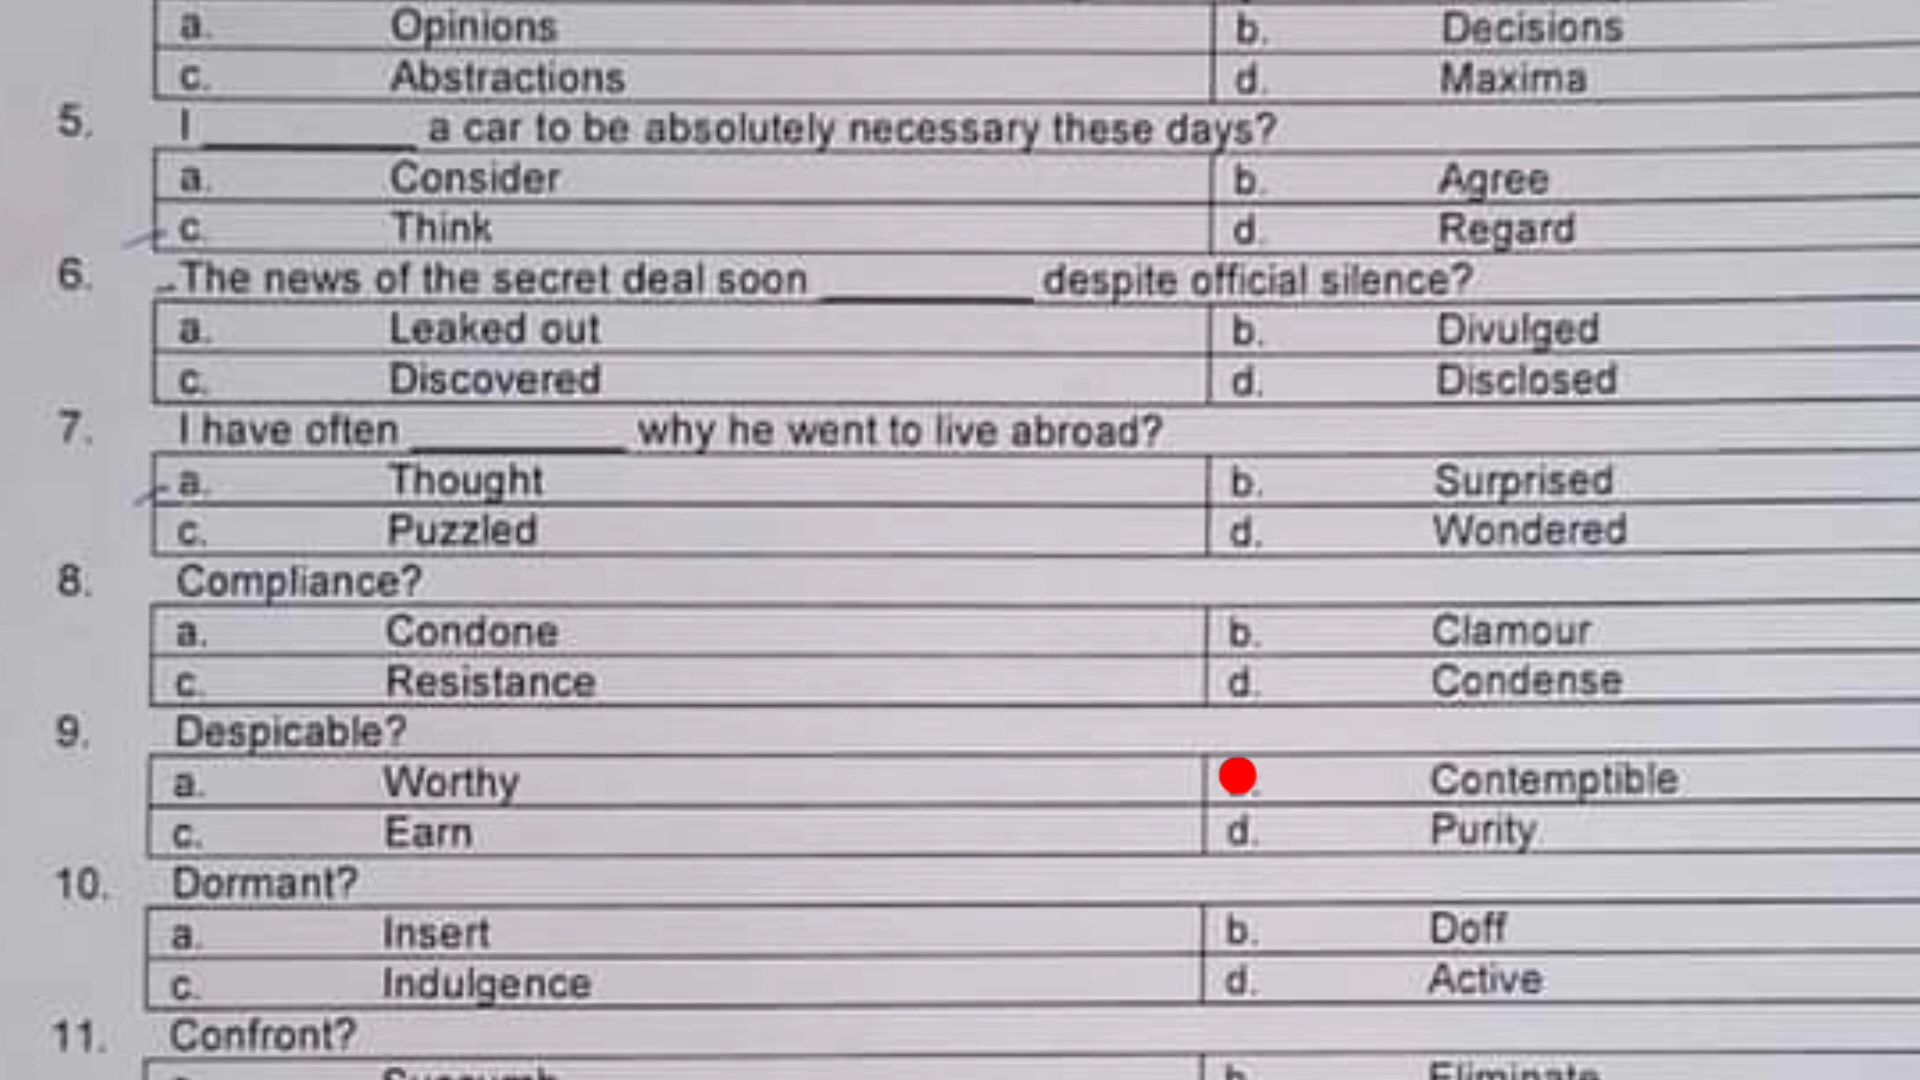 a. Opinions b. Decisions
c. Abstractions d. Maxima
5. I ________ a car to be absolutely necessary these days?
a. Consider b. Agree
c. Think d. Regard
6. The news of the secret deal soon ________ despite official silence?
a. Leaked out b. Divulged
c. Discovered d. Disclosed
7. I have often ________ why he went to live abroad?
a. Thought b. Surprised
c. Puzzled d. Wondered
8. Compliance?
a. Condone b. Clamour
c. Resistance d. Condense
9. Despicable?
a. Worthy Contemptible
c. Earn d. Purity
10. Dormant?
a. Insert b. Doff
c. Indulgence d. Active
11. Confront?
a. Succumb b. Eliminate